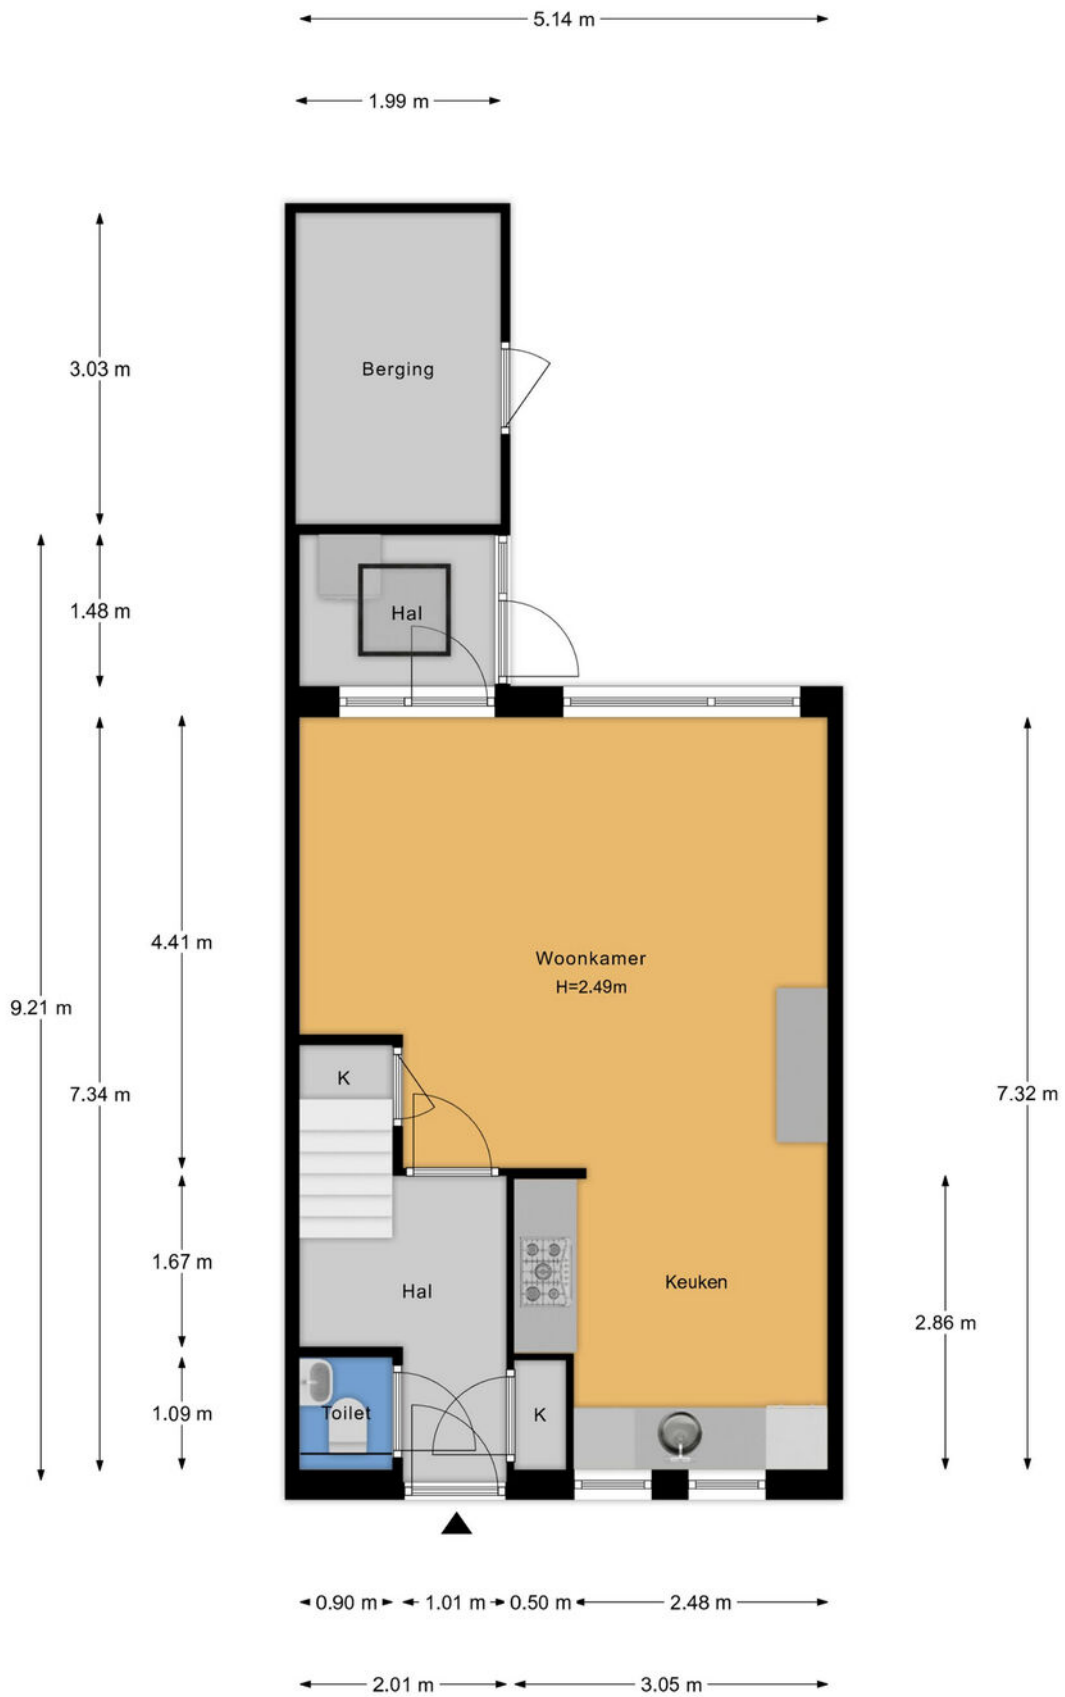 5.14 m
1.99 m
3.03 m
Berging
1.48 m
Hal
4.41 m
Woonkamer
H=2.49m
9.21 m
7.34 m
7.32 m
K
1.67 m
Hal
Keuken
2.86 m
1.09 m
Toilet
K
0.90 m
1.01 m
0.50 m
2.48 m
2.01 m
3.05 m